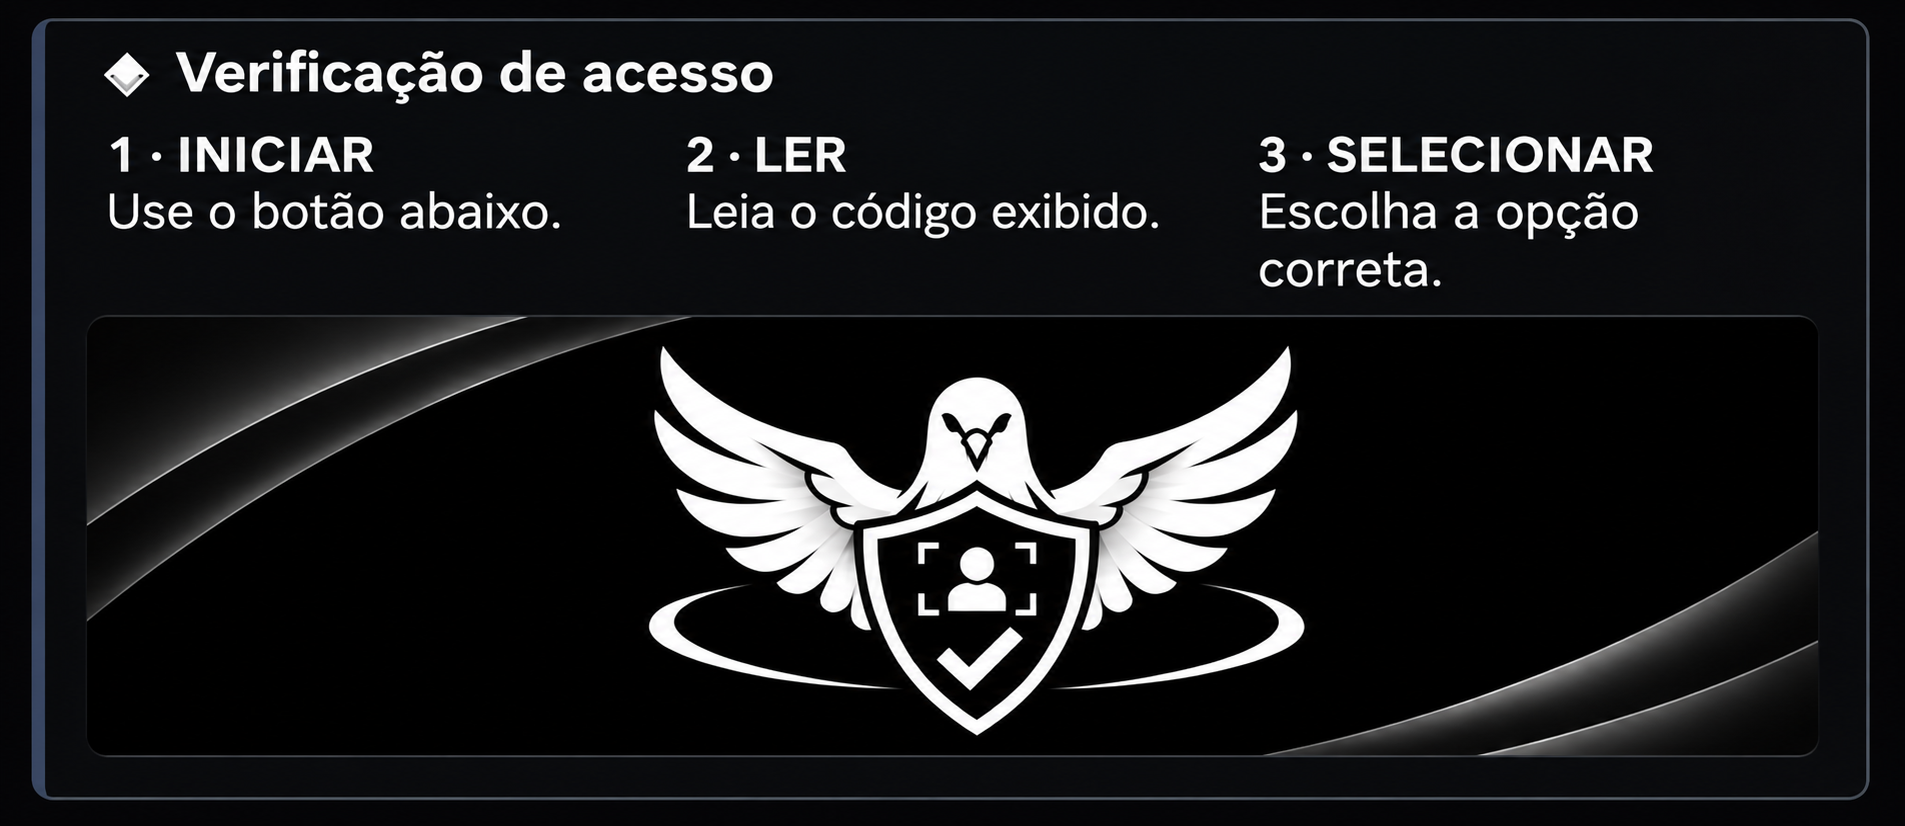 Verificação de acesso
1 · INICIAR
Use o botão abaixo.
2 · LER
Leia o código exibido.
3 · SELECIONAR
Escolha a opção
correta.